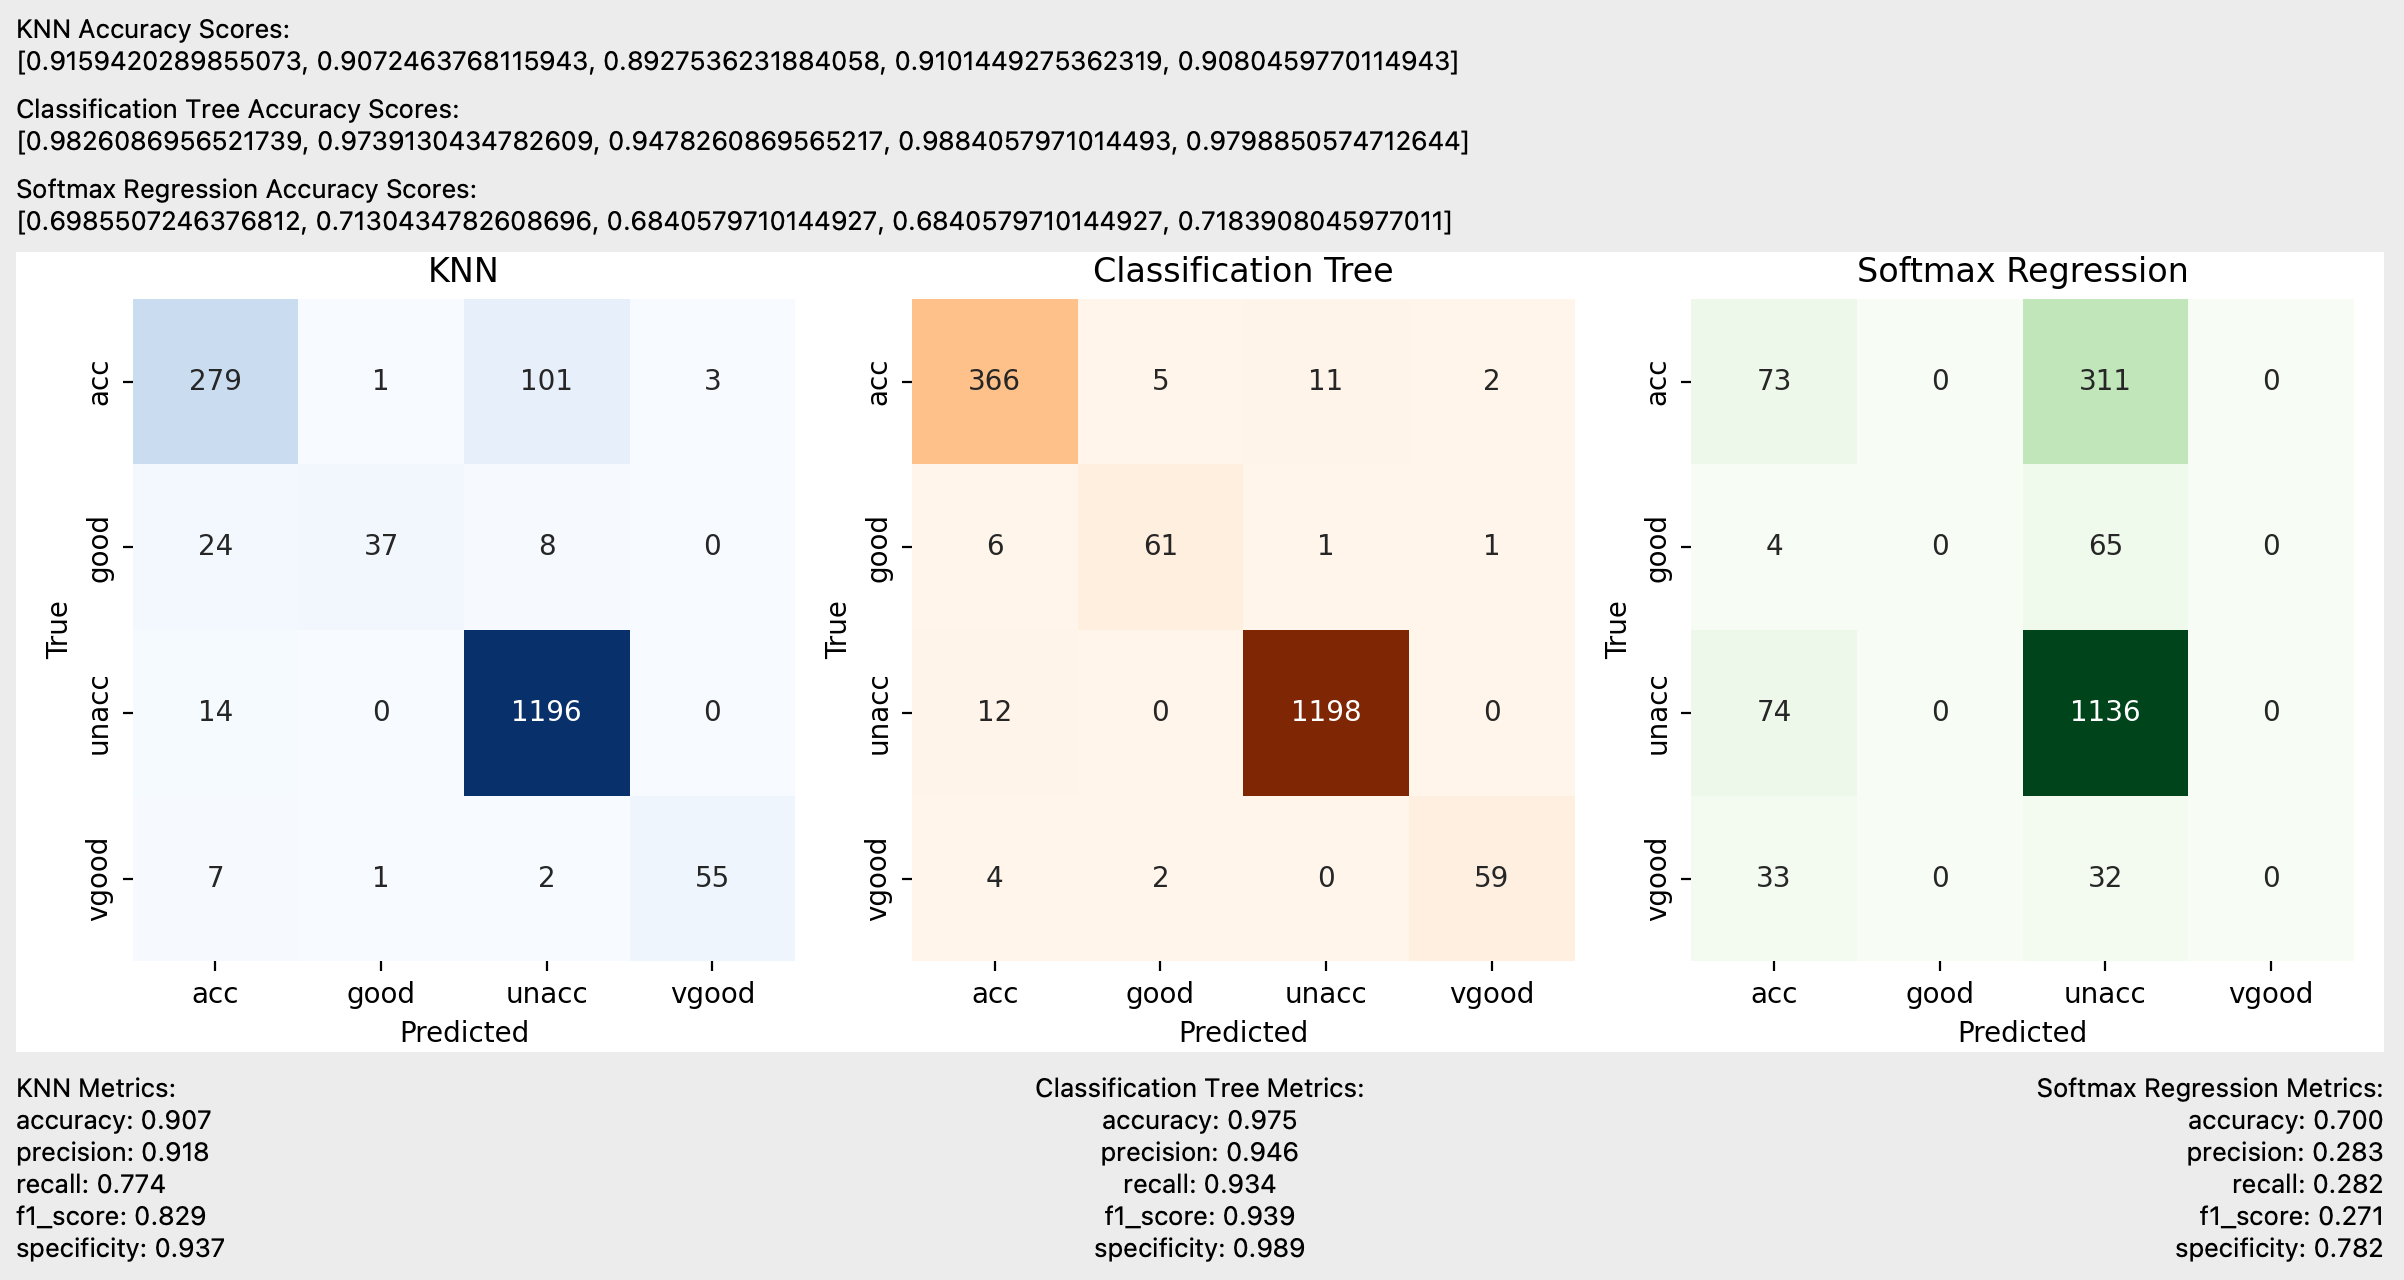 KNN Accuracy Scores:
[0.9159420289855073, 0.9072463768115943, 0.8927536231884058, 0.9101449275362319, 0.9080459770114943]
Classification Tree Accuracy Scores:
[0.9826086956521739, 0.9739130434782609, 0.9478260869565217, 0.9884057971014493, 0.9798850574712644]
Softmax Regression Accuracy Scores:
[0.6985507246376812, 0.7130434782608696, 0.6840579710144927, 0.6840579710144927, 0.7183908045977011]
KNN
True
acc 279 1 101 3
good 24 37 8 0
unacc 14 0 1196 0
vgood 7 1 2 55
acc good unacc vgood
Predicted
Classification Tree
True
acc 366 5 11 2
good 6 61 1 1
unacc 12 0 1198 0
vgood 4 2 0 59
acc good unacc vgood
Predicted
Softmax Regression
True
acc 73 0 311 0
good 4 0 65 0
unacc 74 0 1136 0
vgood 33 0 32 0
acc good unacc vgood
Predicted
KNN Metrics:
accuracy: 0.907
precision: 0.918
recall: 0.774
f1_score: 0.829
specificity: 0.937
Classification Tree Metrics:
accuracy: 0.975
precision: 0.946
recall: 0.934
f1_score: 0.939
specificity: 0.989
Softmax Regression Metrics:
accuracy: 0.700
precision: 0.283
recall: 0.282
f1_score: 0.271
specificity: 0.782